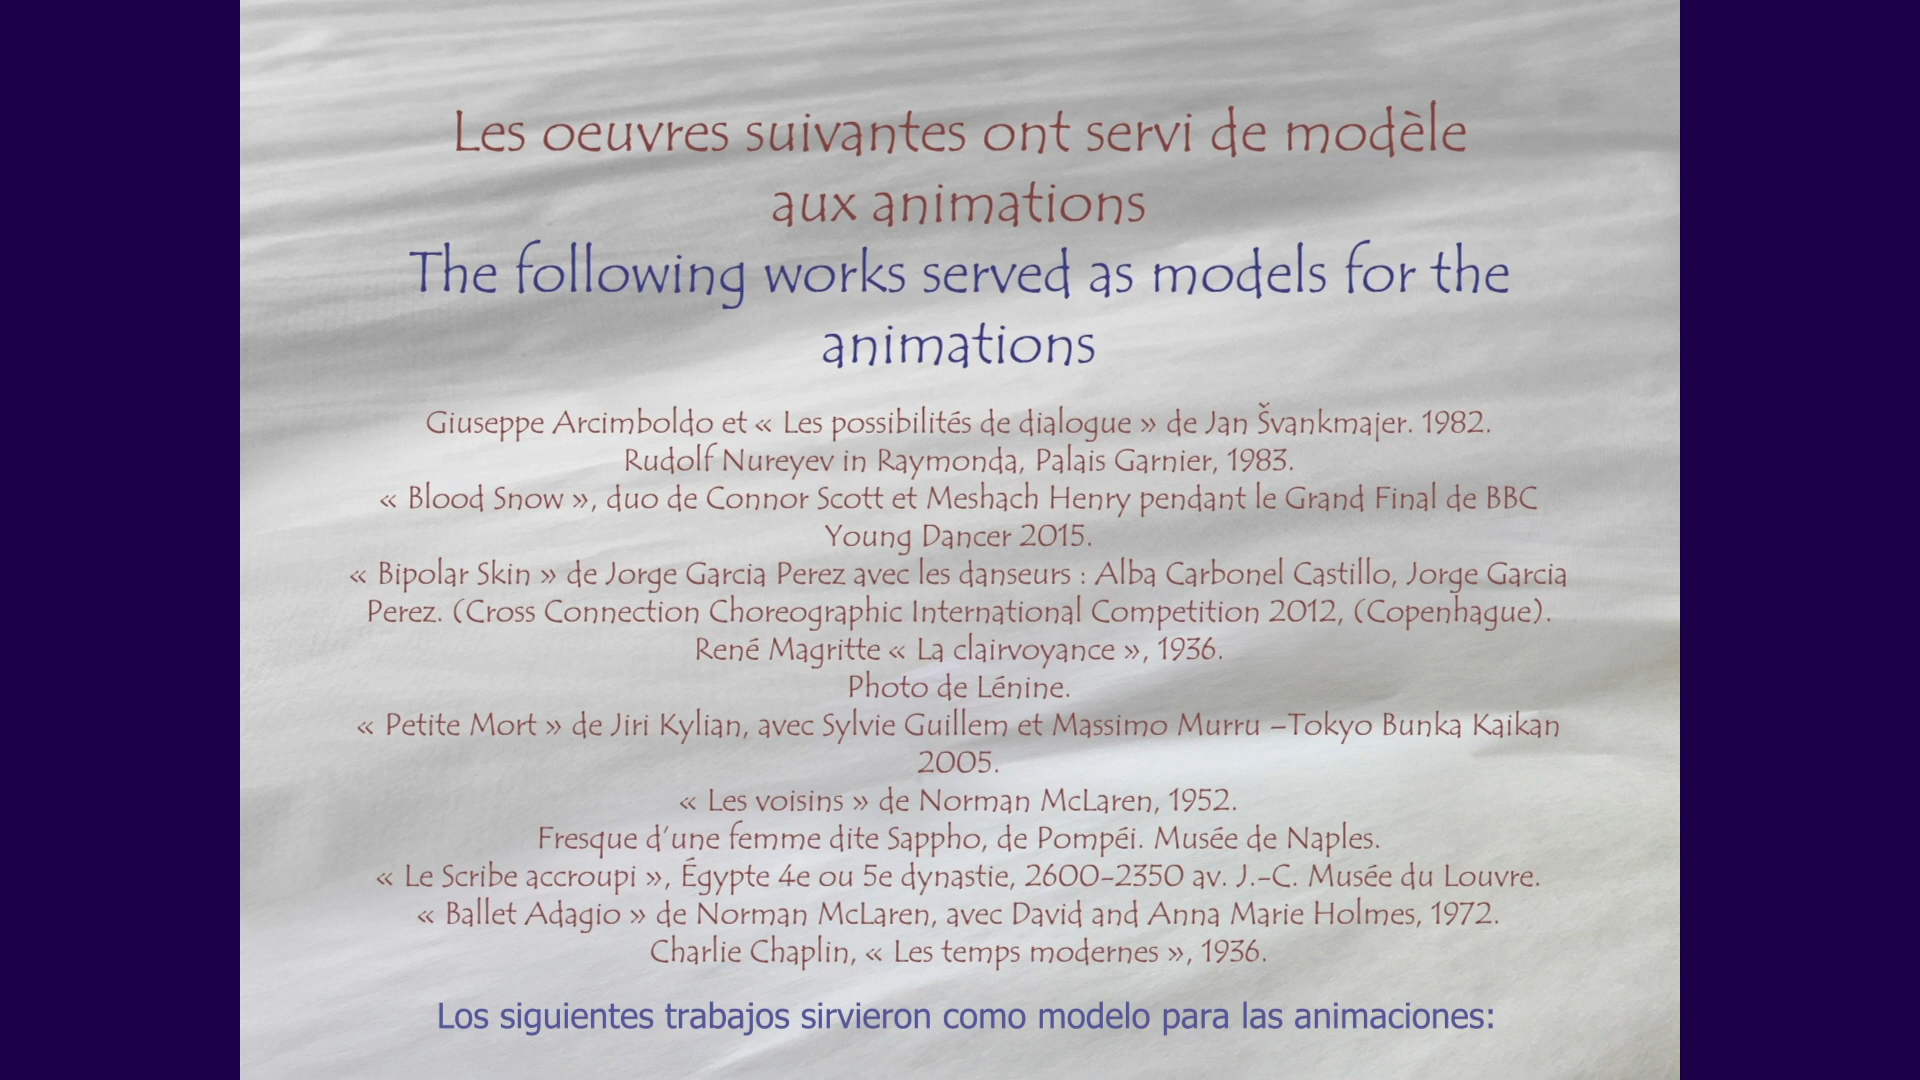 Les oeuvres suivantes ont servi de modèle
aux animations
The following works served as models for the
animations
Giuseppe Arcimboldo et « Les possibilités de dialogue » de Jan Švankmajer. 1982.
Rudolf Nureyev in Raymonda, Palais Garnier, 1983.
« Blood Snow », duo de Connor Scott et Meshach Henry pendant le Grand Final de BBC
Young Dancer 2015.
« Bipolar Skin » de Jorge Garcia Perez avec les danseurs : Alba Carbonel Castillo, Jorge Garcia
Perez. (Cross Connection Choreographic International Competition 2012, (Copenhague).
René Magritte « La clairvoyance », 1936.
Photo de Lénine.
« Petite Mort » de Jiri Kylian, avec Sylvie Guillem et Massimo Murru –Tokyo Bunka Kaikan
2005.
« Les voisins » de Norman McLaren, 1952.
Fresque d’une femme dite Sappho, de Pompéi. Musée de Naples.
« Le Scribe accroupi », Égypte 4e ou 5e dynastie, 2600-2350 av. J.-C. Musée du Louvre.
« Ballet Adagio » de Norman McLaren, avec David and Anna Marie Holmes, 1972.
Charlie Chaplin, « Les temps modernes », 1936.
Los siguientes trabajos sirvieron como modelo para las animaciones: